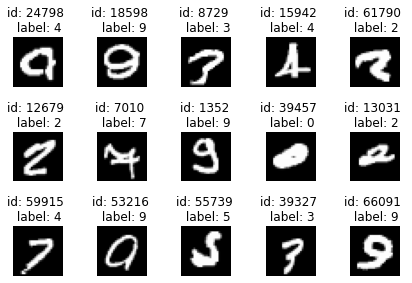 id: 24798 id: 18598 id: 8729 id: 15942 id: 61790
label: 4 label: 9 label: 3 label: 4 label: 2
id: 12679 id: 7010 id: 1352 id: 39457 id: 13031
label: 2 label: 7 label: 9 label: 0 label: 2
id: 59915 id: 53216 id: 55739 id: 39327 id: 66091
label: 4 label: 9 label: 5 label: 3 label: 9